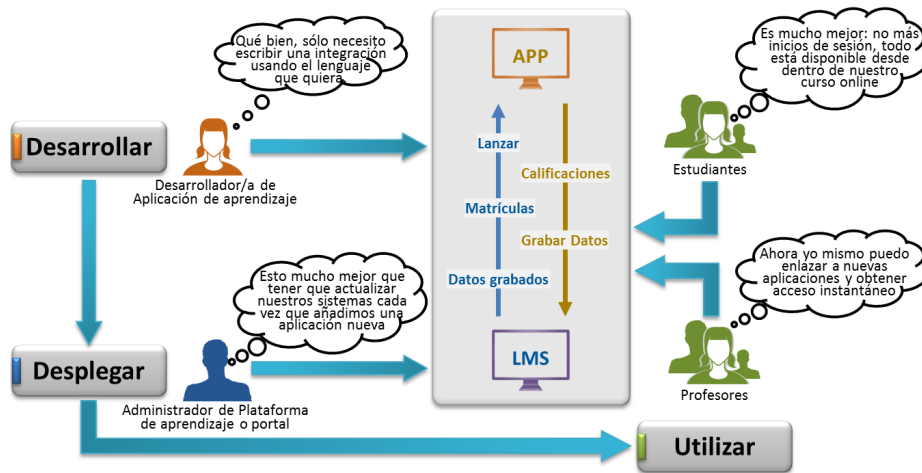 Qué bien, sólo necesito
escribir una integración
usando el lenguaje
que quiera
Desarrollar
Desarrollador/a de
Aplicación de aprendizaje
APP
Lanzar
Calificaciones
Matrículas
Grabar Datos
Datos grabados
LMS
Es mucho mejor: no más
inicios de sesión, todo
está disponible desde
dentro de nuestro
curso online
Estudiantes
Ahora yo mismo puedo
enlazar a nuevas
aplicaciones y obtener
acceso instantáneo
Profesores
Esto mucho mejor que
tener que actualizar
nuestros sistemas cada
vez que añadimos una
aplicación nueva
Desplegar
Administrador de Plataforma
de aprendizaje o portal
Utilizar